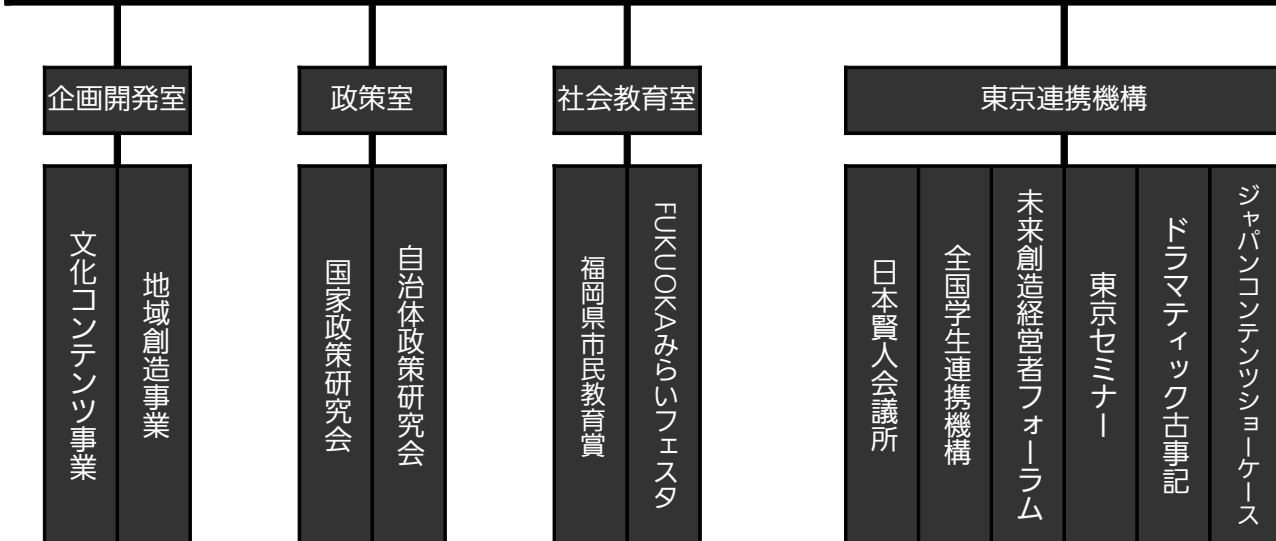 企画開発室
文化コンテンツ事業
地域創造事業
政策室
国家政策研究会
自治体政策研究会
社会教育室
福岡県市民教育賞
FUKUOKAみらいフェスタ
東京連携機構
日本賢人会議所
全国学生連携機構
未来創造経営者フォーラム
東京セミナー
ドラマティック古事記
ジャパンコンテンツショーケース